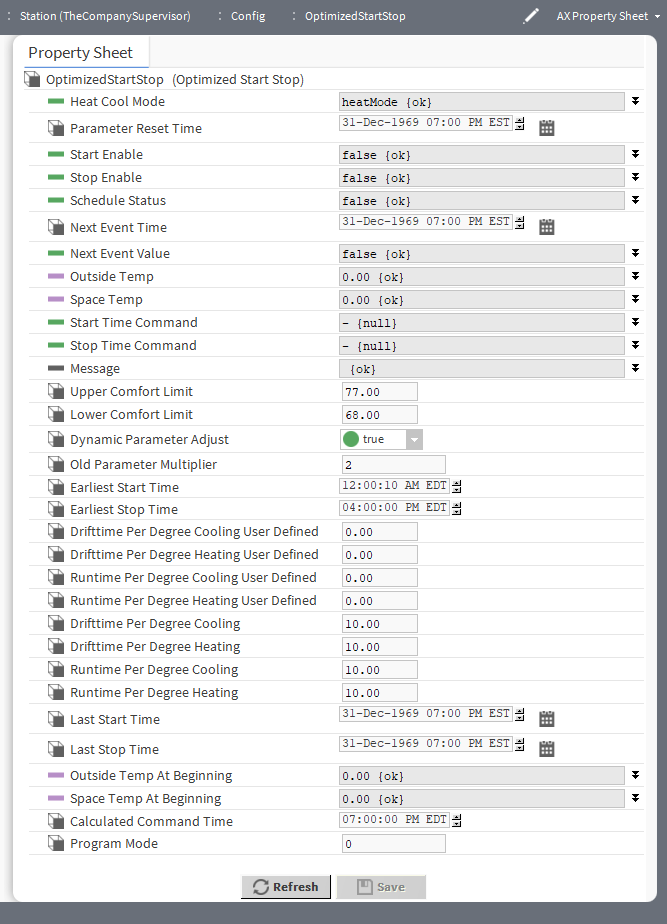 : Station (TheCompanySupervisor) : Config : OptimizedStartStop AX Property Sheet
Property Sheet
OptimizedStartStop (Optimized Start Stop)
Heat Cool Mode heatMode {ok}
Parameter Reset Time 31-Dec-1969 07:00 PM EST
Start Enable false {ok}
Stop Enable false {ok}
Schedule Status false {ok}
Next Event Time 31-Dec-1969 07:00 PM EST
Next Event Value false {ok}
Outside Temp 0.00 {ok}
Space Temp 0.00 {ok}
Start Time Command - {null}
Stop Time Command - {null}
Message {ok}
Upper Comfort Limit 77.00
Lower Comfort Limit 68.00
Dynamic Parameter Adjust true
Old Parameter Multiplier 2
Earliest Start Time 12:00:10 AM EDT
Earliest Stop Time 04:00:00 PM EDT
Drifttime Per Degree Cooling User Defined 0.00
Drifttime Per Degree Heating User Defined 0.00
Runtime Per Degree Cooling User Defined 0.00
Runtime Per Degree Heating User Defined 0.00
Drifttime Per Degree Cooling 10.00
Drifttime Per Degree Heating 10.00
Runtime Per Degree Cooling 10.00
Runtime Per Degree Heating 10.00
Last Start Time 31-Dec-1969 07:00 PM EST
Last Stop Time 31-Dec-1969 07:00 PM EST
Outside Temp At Beginning 0.00 {ok}
Space Temp At Beginning 0.00 {ok}
Calculated Command Time 07:00:00 PM EDT
Program Mode 0
Refresh Save